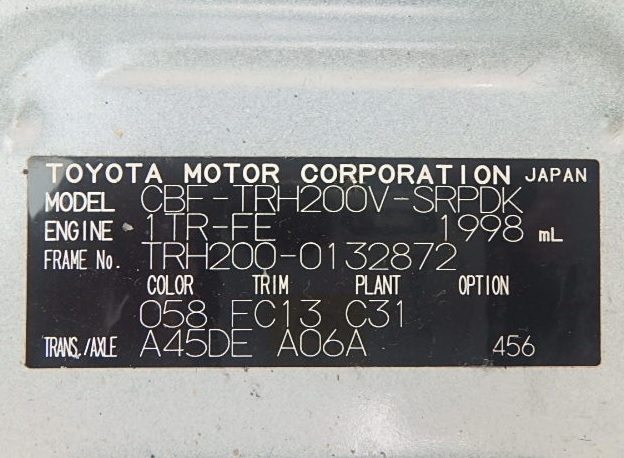 TOYOTA MOTOR CORPORATION JAPAN
MODEL CBF-TRH200V-SRPDK
ENGINE 1TR-FE 1998 mL
FRAME No. TRH200-0132872
COLOR TRIM PLANT OPTION
058 FC13 C31
TRANS./AXLE A45DE A06A 456